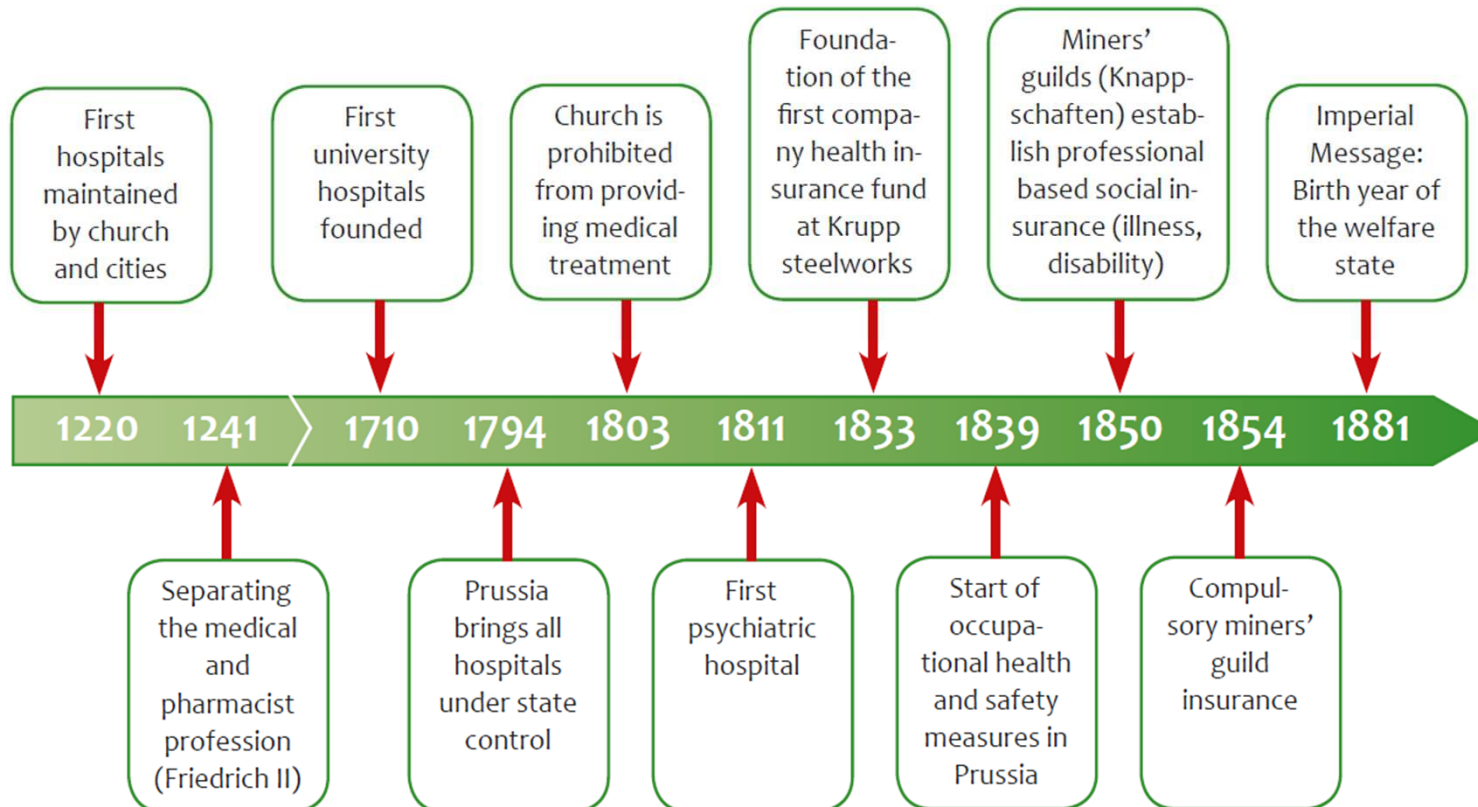 First
hospitals
maintained
by church
and cities
First
university
hospitals
founded
Church is
prohibited
from provid-
ing medical
treatment
Founda-
tion of the
first compa-
ny health in-
surance fund
at Krupp
steelworks
Miners’
guilds (Knapp-
schaften) estab-
lish professional
based social in-
surance (illness,
disability)
Imperial
Message:
Birth year of
the welfare
state
1220 1241 1710 1794 1803 1811 1833 1839 1850 1854 1881
Separating
the medical
and
pharmacist
profession
(Friedrich II)
Prussia
brings all
hospitals
under state
control
First
psychiatric
hospital
Start of
occupa-
tional health
and safety
measures in
Prussia
Compul-
sory miners’
guild
insurance